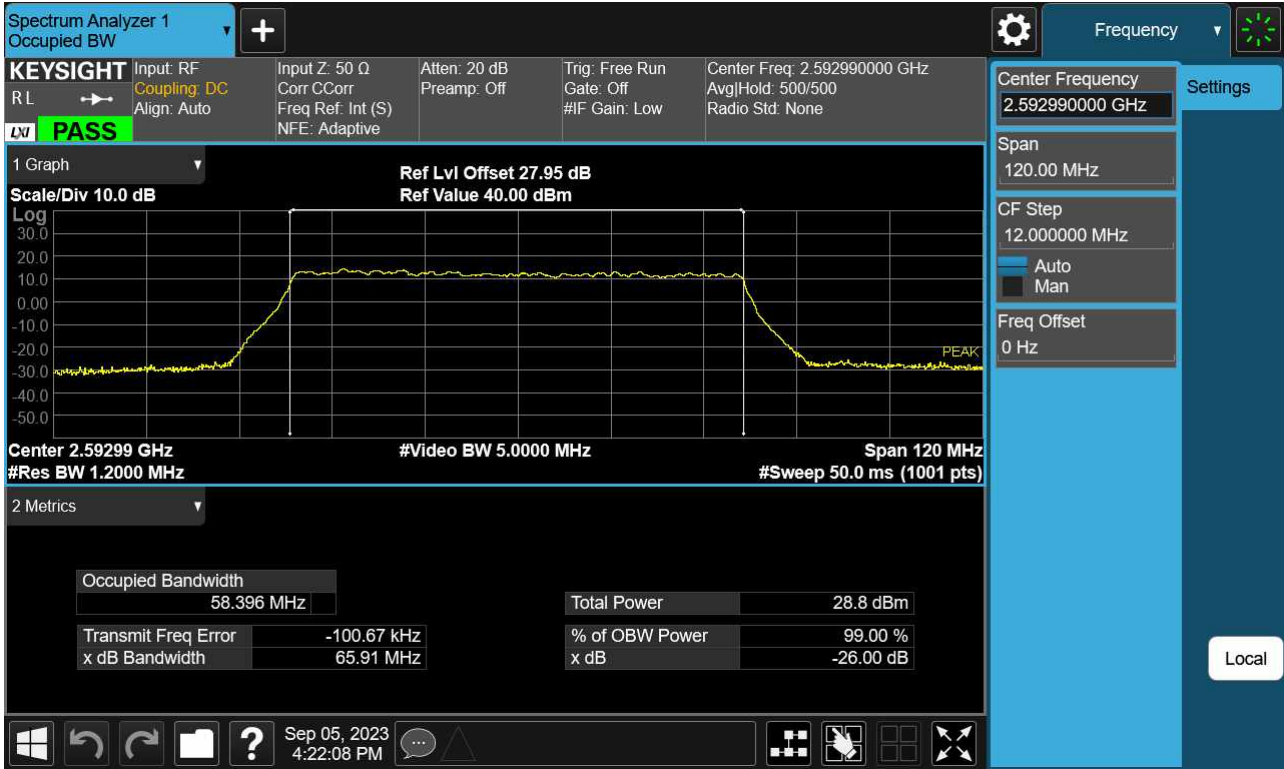 Spectrum Analyzer 1
Occupied BW
Frequency
KEYSIGHT
R L
LXI
PASS
Input: RF
Coupling: DC
Align: Auto
Input Z: 50 Ω
Corr CCorr
Freq Ref: Int (S)
NFE: Adaptive
Atten: 20 dB
Preamp: Off
Trig: Free Run
Gate: Off
#IF Gain: Low
Center Freq: 2.592990000 GHz
Avg|Hold: 500/500
Radio Std: None
1 Graph
Scale/Div 10.0 dB
Ref Lvl Offset 27.95 dB
Ref Value 40.00 dBm
Log
30.0
20.0
10.0
0.00
-10.0
-20.0
-30.0
-40.0
-50.0
PEAK
Center 2.59299 GHz
#Video BW 5.0000 MHz
Span 120 MHz
#Res BW 1.2000 MHz
#Sweep 50.0 ms (1001 pts)
2 Metrics
Occupied Bandwidth
58.396 MHz
Transmit Freq Error -100.67 kHz
x dB Bandwidth 65.91 MHz
Total Power 28.8 dBm
% of OBW Power 99.00 %
x dB -26.00 dB
Sep 05, 2023
4:22:08 PM
Center Frequency
2.592990000 GHz
Span
120.00 MHz
CF Step
12.000000 MHz
Auto
Man
Freq Offset
0 Hz
Settings
Local